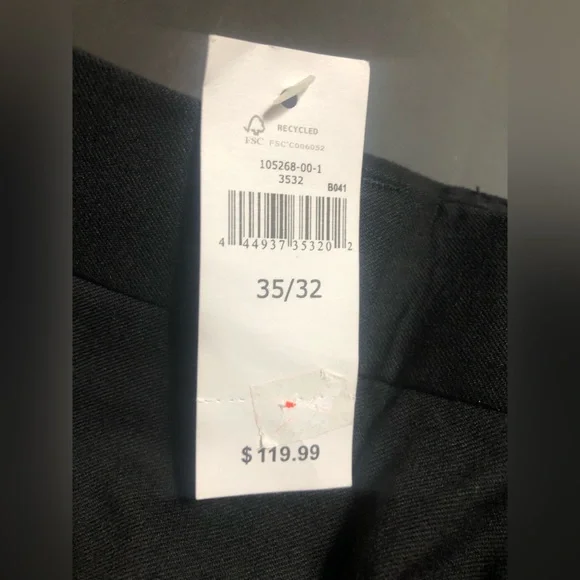 RECYCLED
FSC FSC°C006052
105268-00-1
3532
B041
4 44937 35320 2
35/32
$119.99